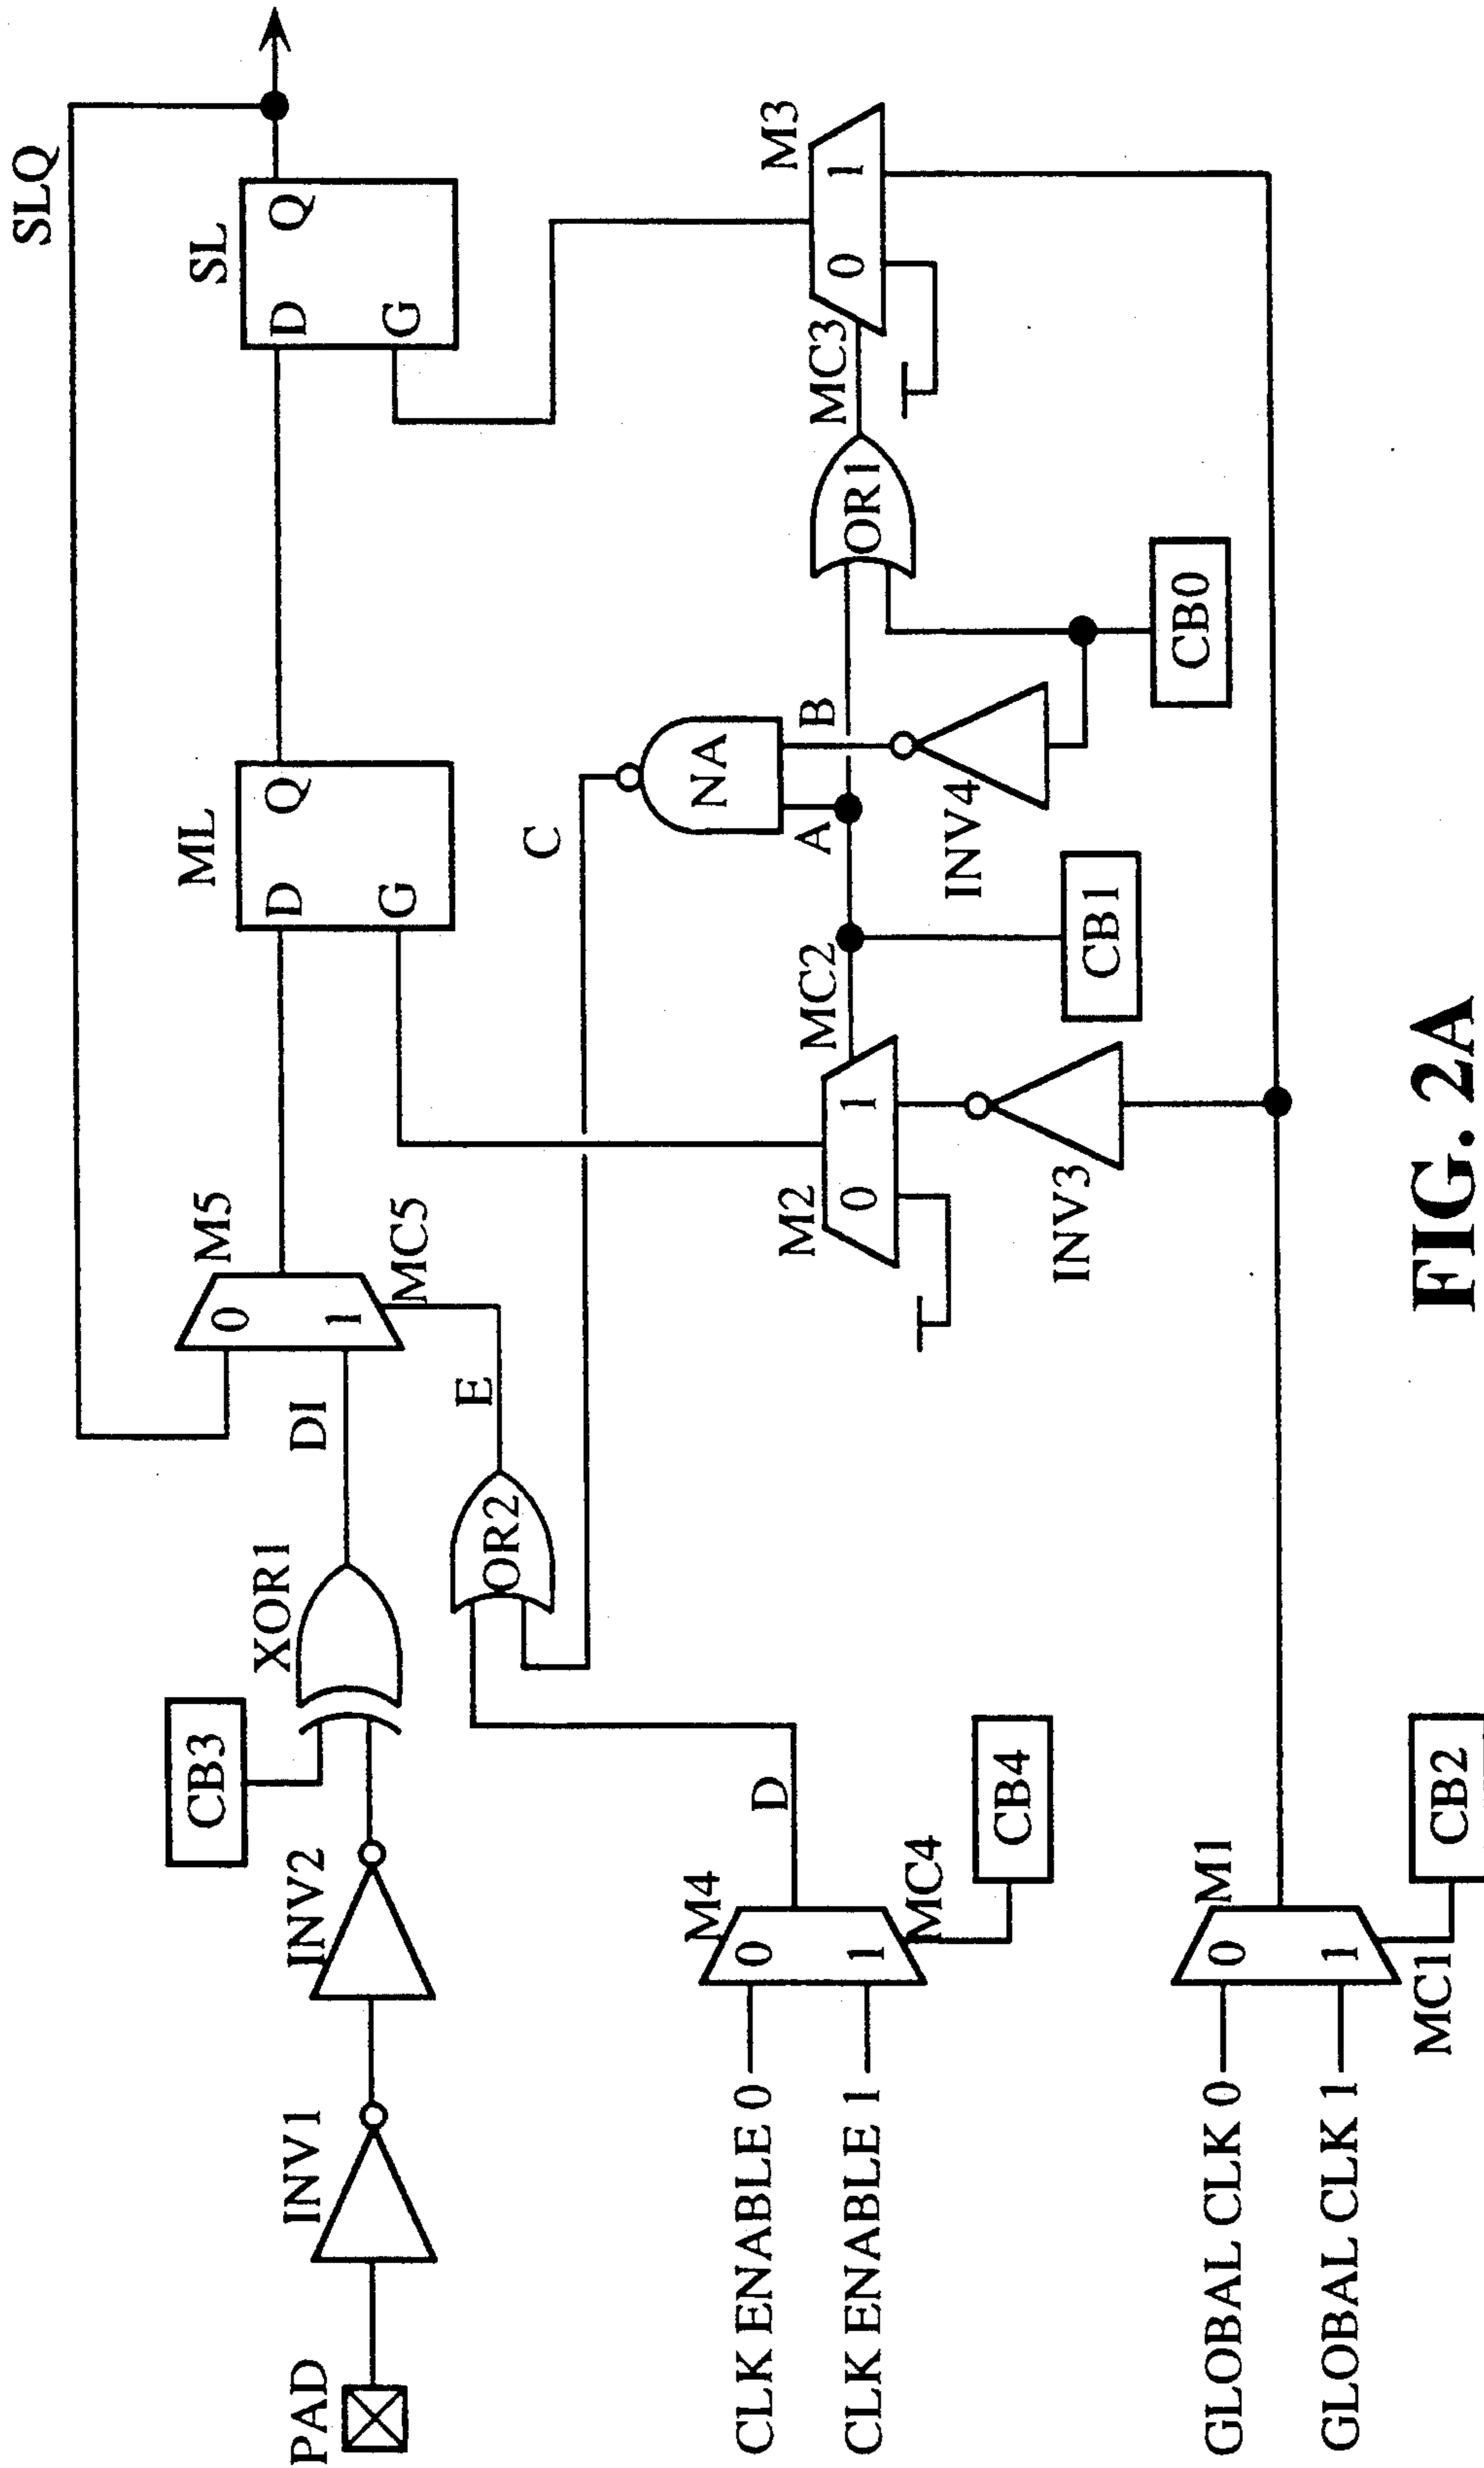 SLQ
CB3
XOR1
M5
ML
SL
PAD
INV1
INV2
DI
0
1
D
Q
G
D
Q
G
MC5
E
OR2
C
M4
0
1
D
MC4
CB4
CLK ENABLE 0
CLK ENABLE 1
M2
0
1
MC2
INV3
CB1
NA
A
B
INV4
OR1
CB0
MC3
M3
0
1
GLOBAL CLK 0
GLOBAL CLK 1
M1
0
1
MC1
CB2
FIG. 2A